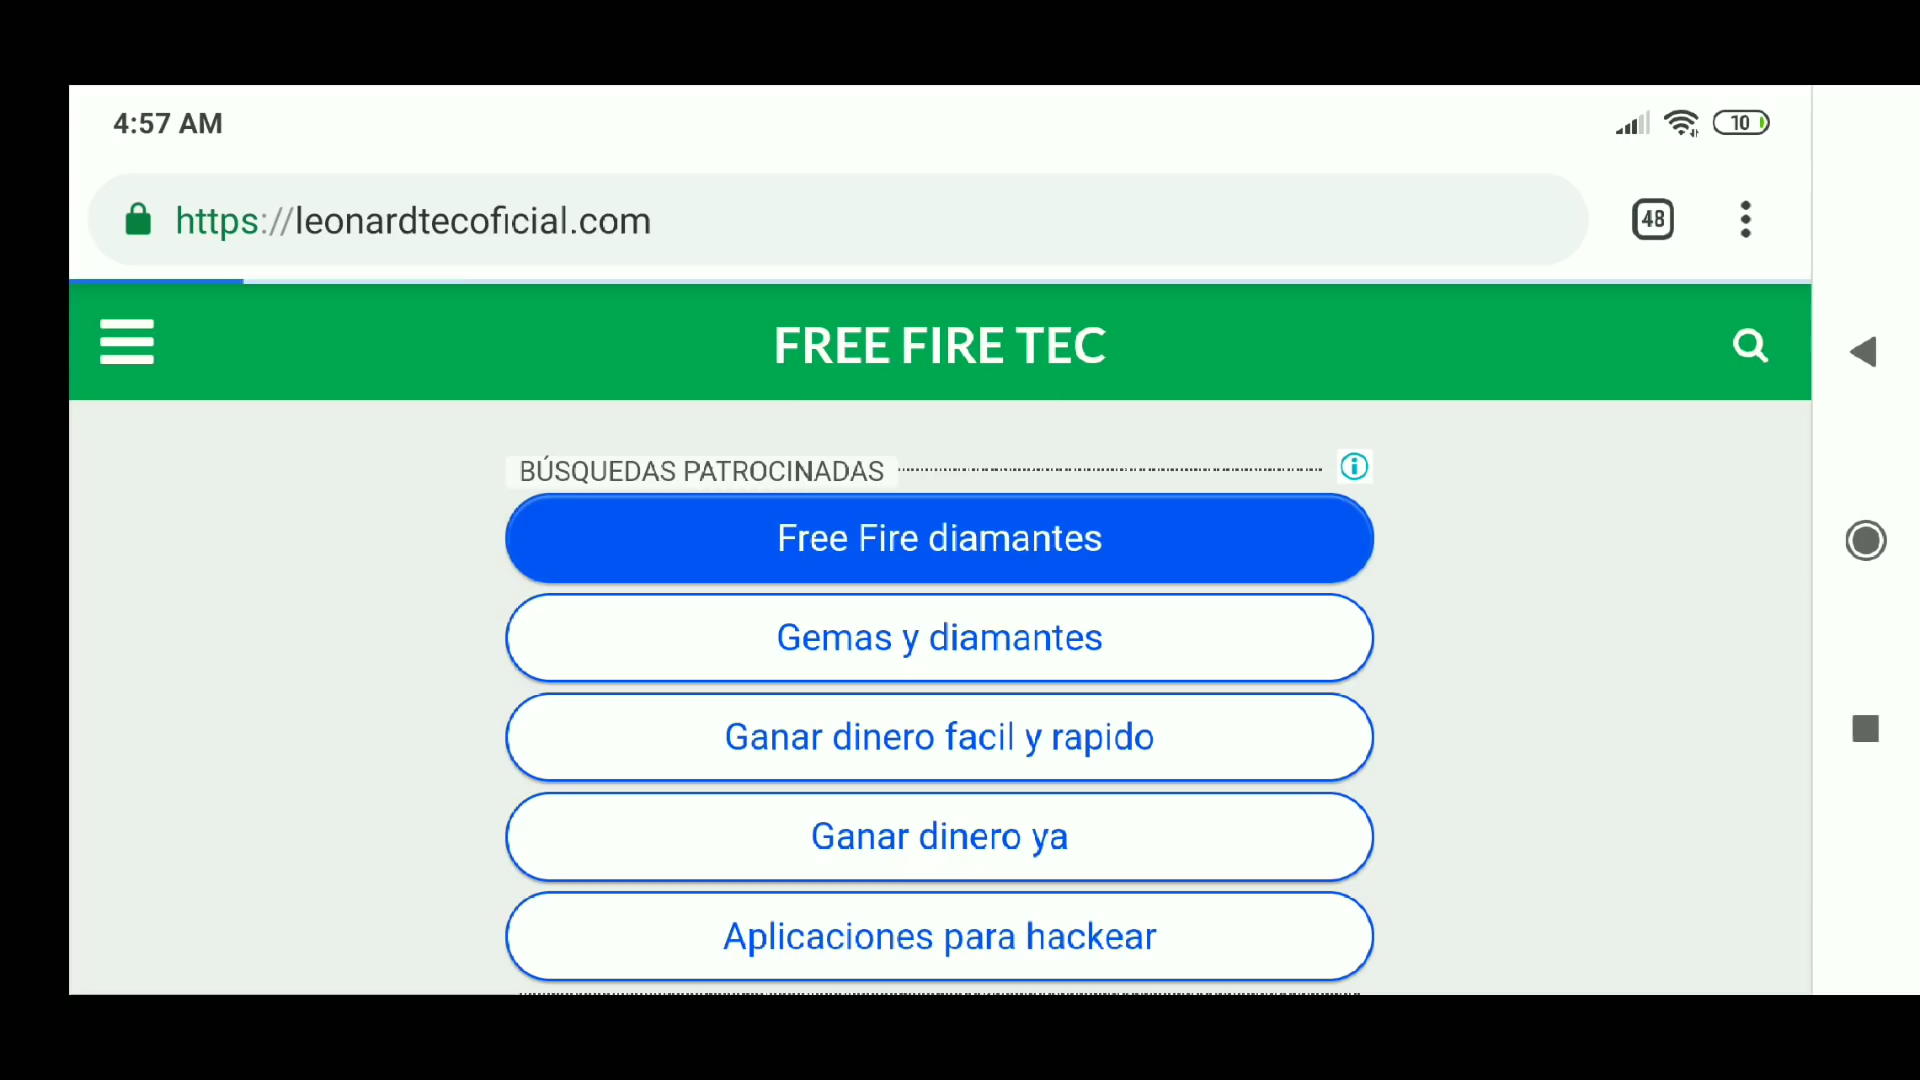 4:57 AM
10
https://leonardtecoficial.com
48
FREE FIRE TEC
BÚSQUEDAS PATROCINADAS
Free Fire diamantes
Gemas y diamantes
Ganar dinero facil y rapido
Ganar dinero ya
Aplicaciones para hackear